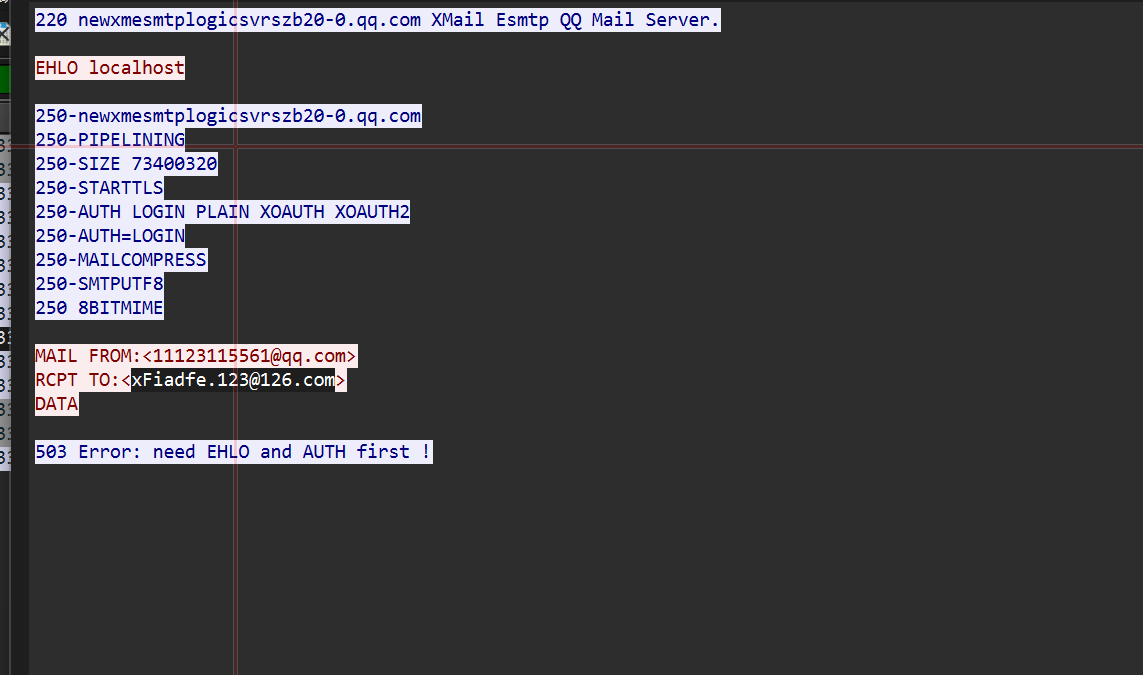 220 newxmesmtplogicsvrszb20-0.qq.com XMail Esmtp QQ Mail Server.
EHLO localhost
250-newxmesmtplogicsvrszb20-0.qq.com
250-PIPELINING
250-SIZE 73400320
250-STARTTLS
250-AUTH LOGIN PLAIN XOAUTH XOAUTH2
250-AUTH=LOGIN
250-MAILCOMPRESS
250-SMTPUTF8
250 8BITMIME
MAIL FROM:<11123115561@qq.com>
RCPT TO:<xFiadfe.123@126.com>
DATA
503 Error: need EHLO and AUTH first !